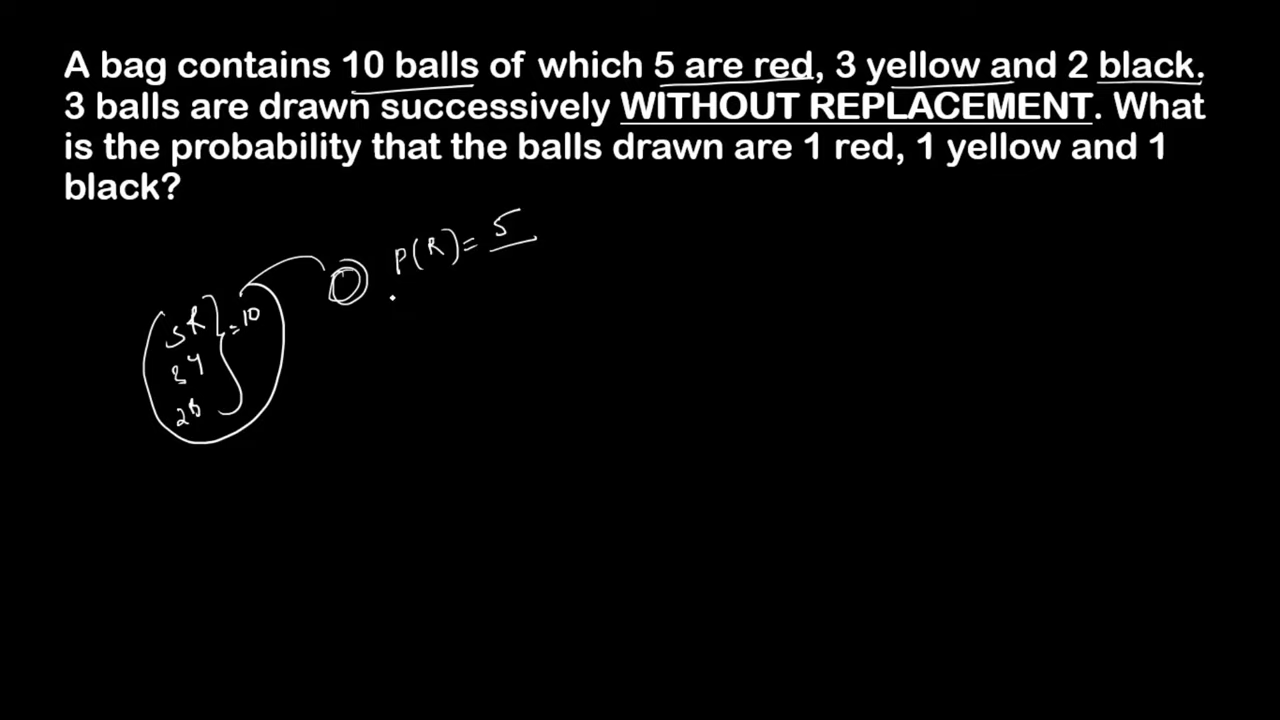 A bag contains 10 balls of which 5 are red, 3 yellow and 2 black.
3 balls are drawn successively WITHOUT REPLACEMENT. What
is the probability that the balls drawn are 1 red, 1 yellow and 1
black?
P(R) = 5
5R
= 10
3Y
2B